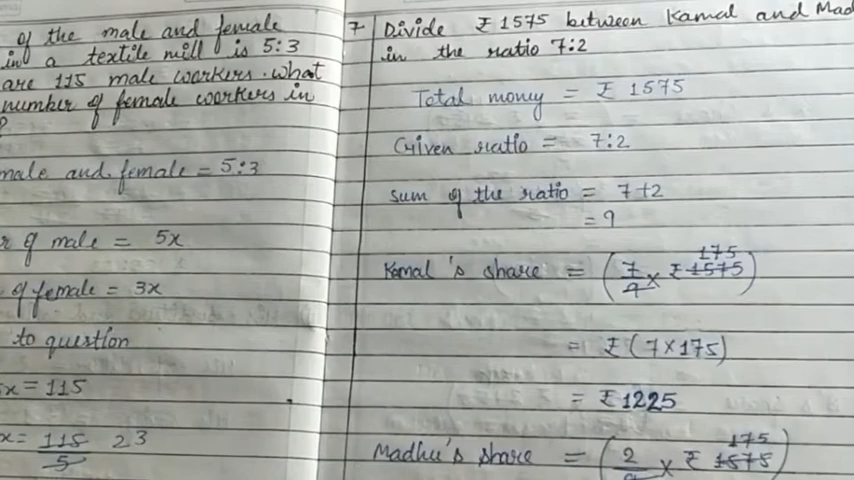 of the male and female
in a textile mill is 5:3
are 115 male workers. what
number of female workers in
?
male and female = 5:3
r of male = 5x
of female = 3x
to question
5x = 115
x = 115 23
5
7 Divide ₹ 1575 between Kamal and Mad
in the ratio 7:2
Total money = ₹ 1575
Given ratio = 7:2
sum of the ratio = 7+2
= 9
175
Kamal's share = (7/9 × ₹ 1575)
= ₹ (7×175)
= ₹ 1225
175
Madhu's share = (2/9 × ₹ 1575)